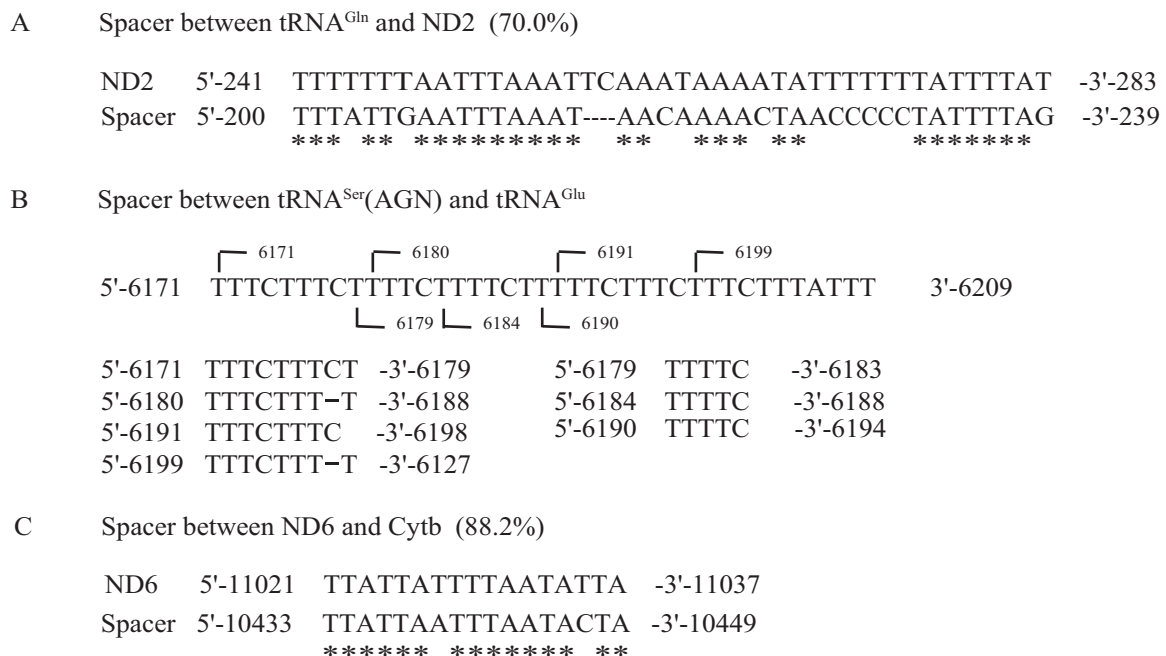 A Spacer between tRNAGln and ND2 (70.0%)
ND2 5'-241 TTTTTTTAATTTAAATTCAAATAAAATATTTTTTTATTTTAT -3'-283
Spacer 5'-200 TTTATTGAATTTAAAT----AACAAAACTAACCCCCTATTTTAG -3'-239
*** ** ********* ** *** ** *******
B Spacer between tRNASer(AGN) and tRNAGlu
6171 6180 6191 6199
5'-6171 TTTCTTTCTTTTCTTTTCTTTTTCTTTCTTTCTTTATTT 3'-6209
6179 6184 6190
5'-6171 TTTCTTTCT -3'-6179 5'-6179 TTTTC -3'-6183
5'-6180 TTTCTTT-T -3'-6188 5'-6184 TTTTC -3'-6188
5'-6191 TTTCTTTC -3'-6198 5'-6190 TTTTC -3'-6194
5'-6199 TTTCTTT-T -3'-6127
C Spacer between ND6 and Cytb (88.2%)
ND6 5'-11021 TTATTATTTTAATATTA -3'-11037
Spacer 5'-10433 TTATTAATTTAATACTA -3'-10449
****** ******* **